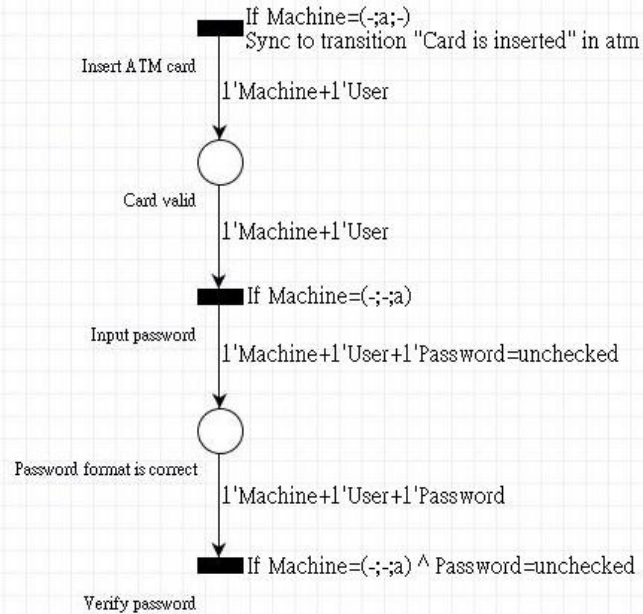 If Machine=(-;a;-)
Sync to transition "Card is inserted" in atm
Insert ATM card
1'Machine+1'User
Card valid
1'Machine+1'User
If Machine=(-;-;a)
Input password
1'Machine+1'User+1'Password=unchecked
Password format is correct
1'Machine+1'User+1'Password
If Machine=(-;-;a) ^ Password=unchecked
Verify password